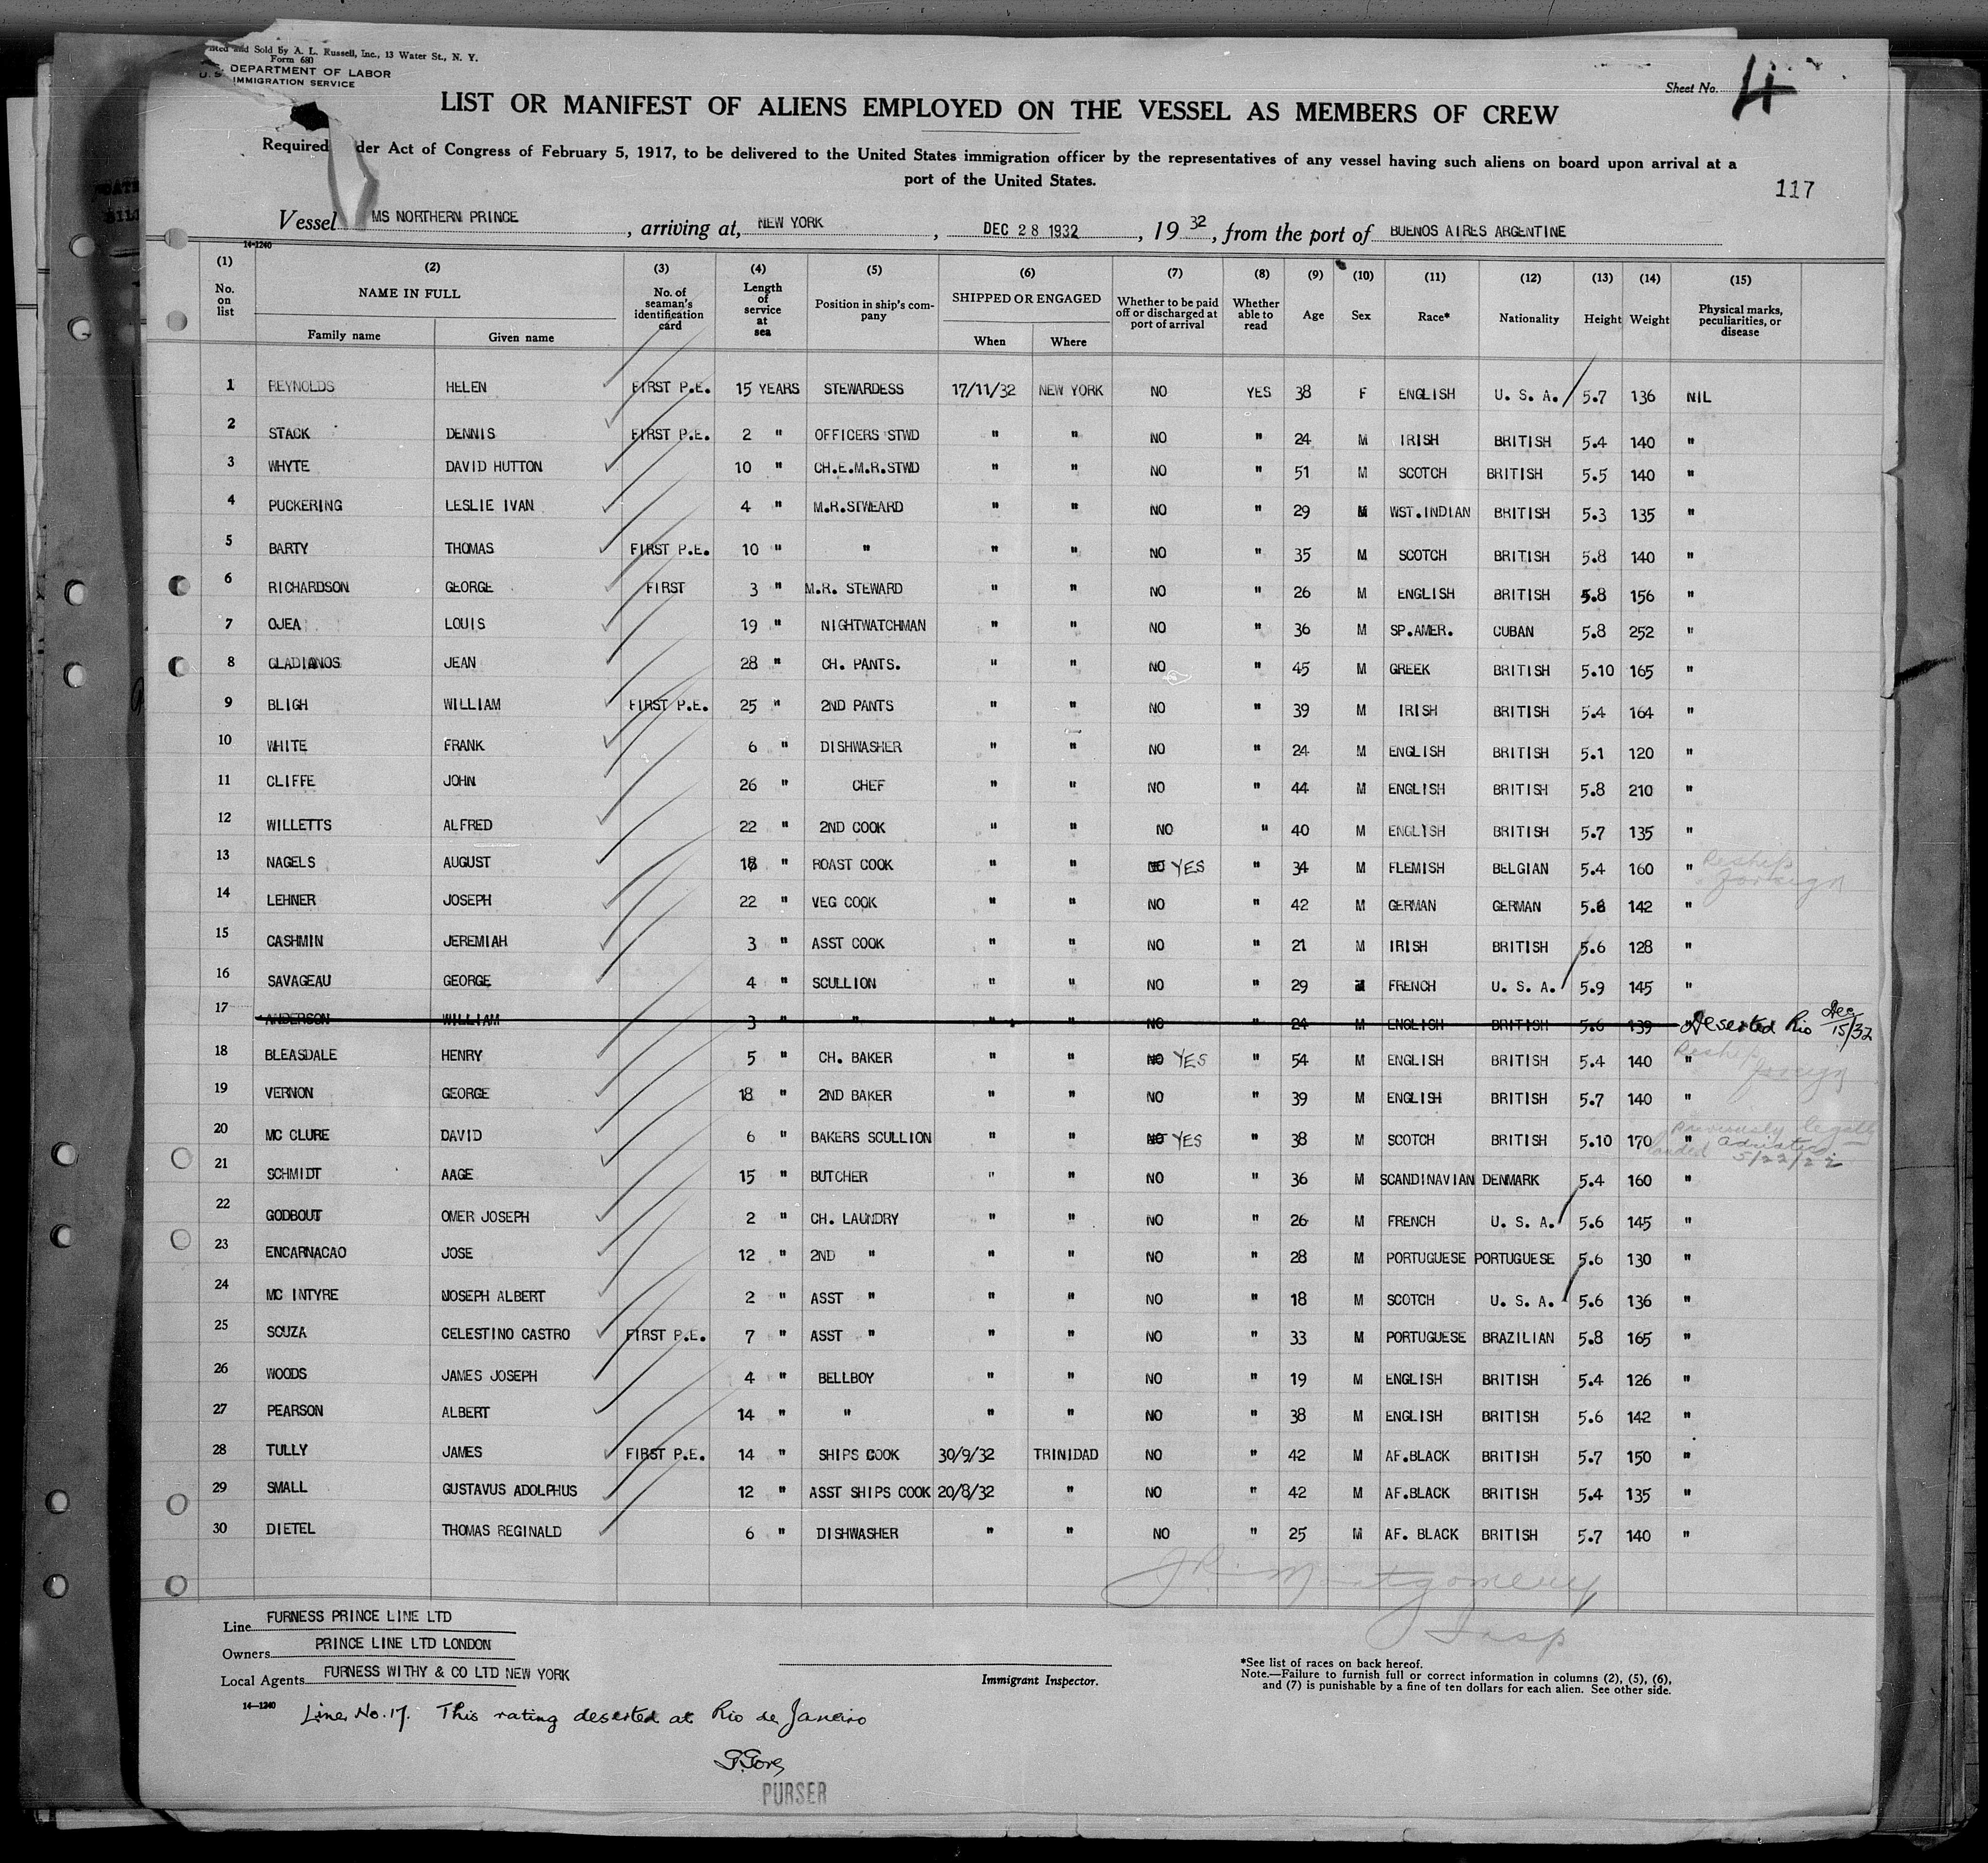 nted and Sold by A. L. Russell, Inc., 13 Water St., N. Y.
Form 680
U. S. DEPARTMENT OF LABOR
IMMIGRATION SERVICE
Sheet No. 4
LIST OR MANIFEST OF ALIENS EMPLOYED ON THE VESSEL AS MEMBERS OF CREW
Required der Act of Congress of February 5, 1917, to be delivered to the United States immigration officer by the representatives of any vessel having such aliens on board upon arrival at a
port of the United States.
117
Vessel MS NORTHERN PRINCE, arriving at, NEW YORK, DEC 28 1932, 19 32, from the port of BUENOS AIRES ARGENTINE
14-1240
(1) (2) (3) (4) (5) (6) (7) (8) (9) (10) (11) (12) (13) (14) (15)
No. on list NAME IN FULL Family name Given name No. of seaman's identification card Length of service at sea Position in ship's company SHIPPED OR ENGAGED When Where Whether to be paid off or discharged at port of arrival Whether able to read Age Sex Race* Nationality Height Weight Physical marks, peculiarities, or disease
1 REYNOLDS HELEN FIRST P.E. 15 YEARS STEWARDESS 17/11/32 NEW YORK NO YES 38 F ENGLISH U. S. A. 5.7 136 NIL
2 STACK DENNIS FIRST P.E. 2 " OFFICERS STWD " " NO " 24 M IRISH BRITISH 5.4 140 "
3 WHYTE DAVID HUTTON 10 " CH.E.M.R.STWD " " NO " 51 M SCOTCH BRITISH 5.5 140 "
4 PUCKERING LESLIE IVAN 4 " M.R.STWEARD " " NO " 29 M WST.INDIAN BRITISH 5.3 135 "
5 BARTY THOMAS FIRST P.E. 10 " " " " NO " 35 M SCOTCH BRITISH 5.8 140 "
6 RICHARDSON GEORGE FIRST 3 " M.R. STEWARD " " NO " 26 M ENGLISH BRITISH 5.8 156 "
7 OJEA LOUIS 19 " NIGHTWATCHMAN " " NO " 36 M SP.AMER. CUBAN 5.8 252 "
8 GLADIANOS JEAN 28 " CH. PANTS. " " NO " 45 M GREEK BRITISH 5.10 165 "
9 BLIGH WILLIAM FIRST P.E. 25 " 2ND PANTS " " NO " 39 M IRISH BRITISH 5.4 164 "
10 WHITE FRANK 6 " DISHWASHER " " NO " 24 M ENGLISH BRITISH 5.1 120 "
11 CLIFFE JOHN 26 " CHEF " " NO " 44 M ENGLISH BRITISH 5.8 210 "
12 WILLETTS ALFRED 22 " 2ND COOK " " NO " 40 M ENGLISH BRITISH 5.7 135 "
13 NAGELS AUGUST 18 " ROAST COOK " " NO YES " 34 M FLEMISH BELGIAN 5.4 160 " Reship foreign
14 LEHNER JOSEPH 22 " VEG COOK " " NO " 42 M GERMAN GERMAN 5.6 142 "
15 CASHMIN JEREMIAH 3 " ASST COOK " " NO " 21 M IRISH BRITISH 5.6 128 "
16 SAVAGEAU GEORGE 4 " SCULLION " " NO " 29 M FRENCH U. S. A. 5.9 145 "
17 ANDERSON WILLIAM 3 " " " " NO " 24 M ENGLISH BRITISH 5.6 139 " Deserted Rio Dec 15/32
18 BLEASDALE HENRY 5 " CH. BAKER " " NO YES " 54 M ENGLISH BRITISH 5.4 140 " Reship foreign
19 VERNON GEORGE 18 " 2ND BAKER " " NO " 39 M ENGLISH BRITISH 5.7 140 "
20 MC CLURE DAVID 6 " BAKERS SCULLION " " NO YES " 38 M SCOTCH BRITISH 5.10 170 " previously legally landed 5/22/22
21 SCHMIDT AAGE 15 " BUTCHER " " NO " 36 M SCANDINAVIAN DENMARK 5.4 160 "
22 GODBOUT OMER JOSEPH 2 " CH. LAUNDRY " " NO " 26 M FRENCH U. S. A. 5.6 145 "
23 ENCARNACAO JOSE 12 " 2ND " " " NO " 28 M PORTUGUESE PORTUGUESE 5.6 130 "
24 MC INTYRE JOSEPH ALBERT 2 " ASST " " " NO " 18 M SCOTCH U. S. A. 5.6 136 "
25 SOUZA CELESTINO CASTRO FIRST P.E. 7 " ASST " " " NO " 33 M PORTUGUESE BRAZILIAN 5.8 165 "
26 WOODS JAMES JOSEPH 4 " BELLBOY " " NO " 19 M ENGLISH BRITISH 5.4 126 "
27 PEARSON ALBERT 14 " " " " NO " 38 M ENGLISH BRITISH 5.6 142 "
28 TULLY JAMES FIRST P.E. 14 " SHIPS COOK 30/9/32 TRINIDAD NO " 42 M AF.BLACK BRITISH 5.7 150 "
29 SMALL GUSTAVUS ADOLPHUS 12 " ASST SHIPS COOK 20/8/32 " NO " 42 M AF.BLACK BRITISH 5.4 135 "
30 DIETEL THOMAS REGINALD 6 " DISHWASHER " " NO " 25 M AF. BLACK BRITISH 5.7 140 "
J R Montgomery
Insp
Line FURNESS PRINCE LINE LTD
Owners PRINCE LINE LTD LONDON
Local Agents FURNESS WITHY & CO LTD NEW YORK
Immigrant Inspector.
*See list of races on back hereof.
Note.—Failure to furnish full or correct information in columns (2), (5), (6),
and (7) is punishable by a fine of ten dollars for each alien. See other side.
14—1240
Line No. 17. This rating deserted at Rio de Janeiro
PURSER